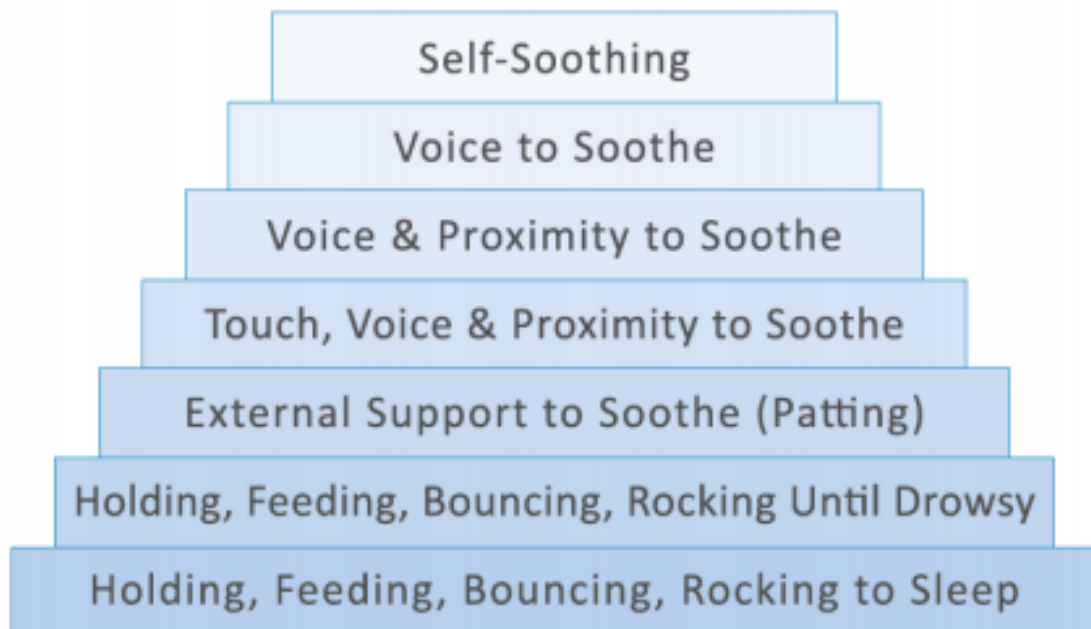 Self-Soothing
Voice to Soothe
Voice & Proximity to Soothe
Touch, Voice & Proximity to Soothe
External Support to Soothe (Patting)
Holding, Feeding, Bouncing, Rocking Until Drowsy
Holding, Feeding, Bouncing, Rocking to Sleep